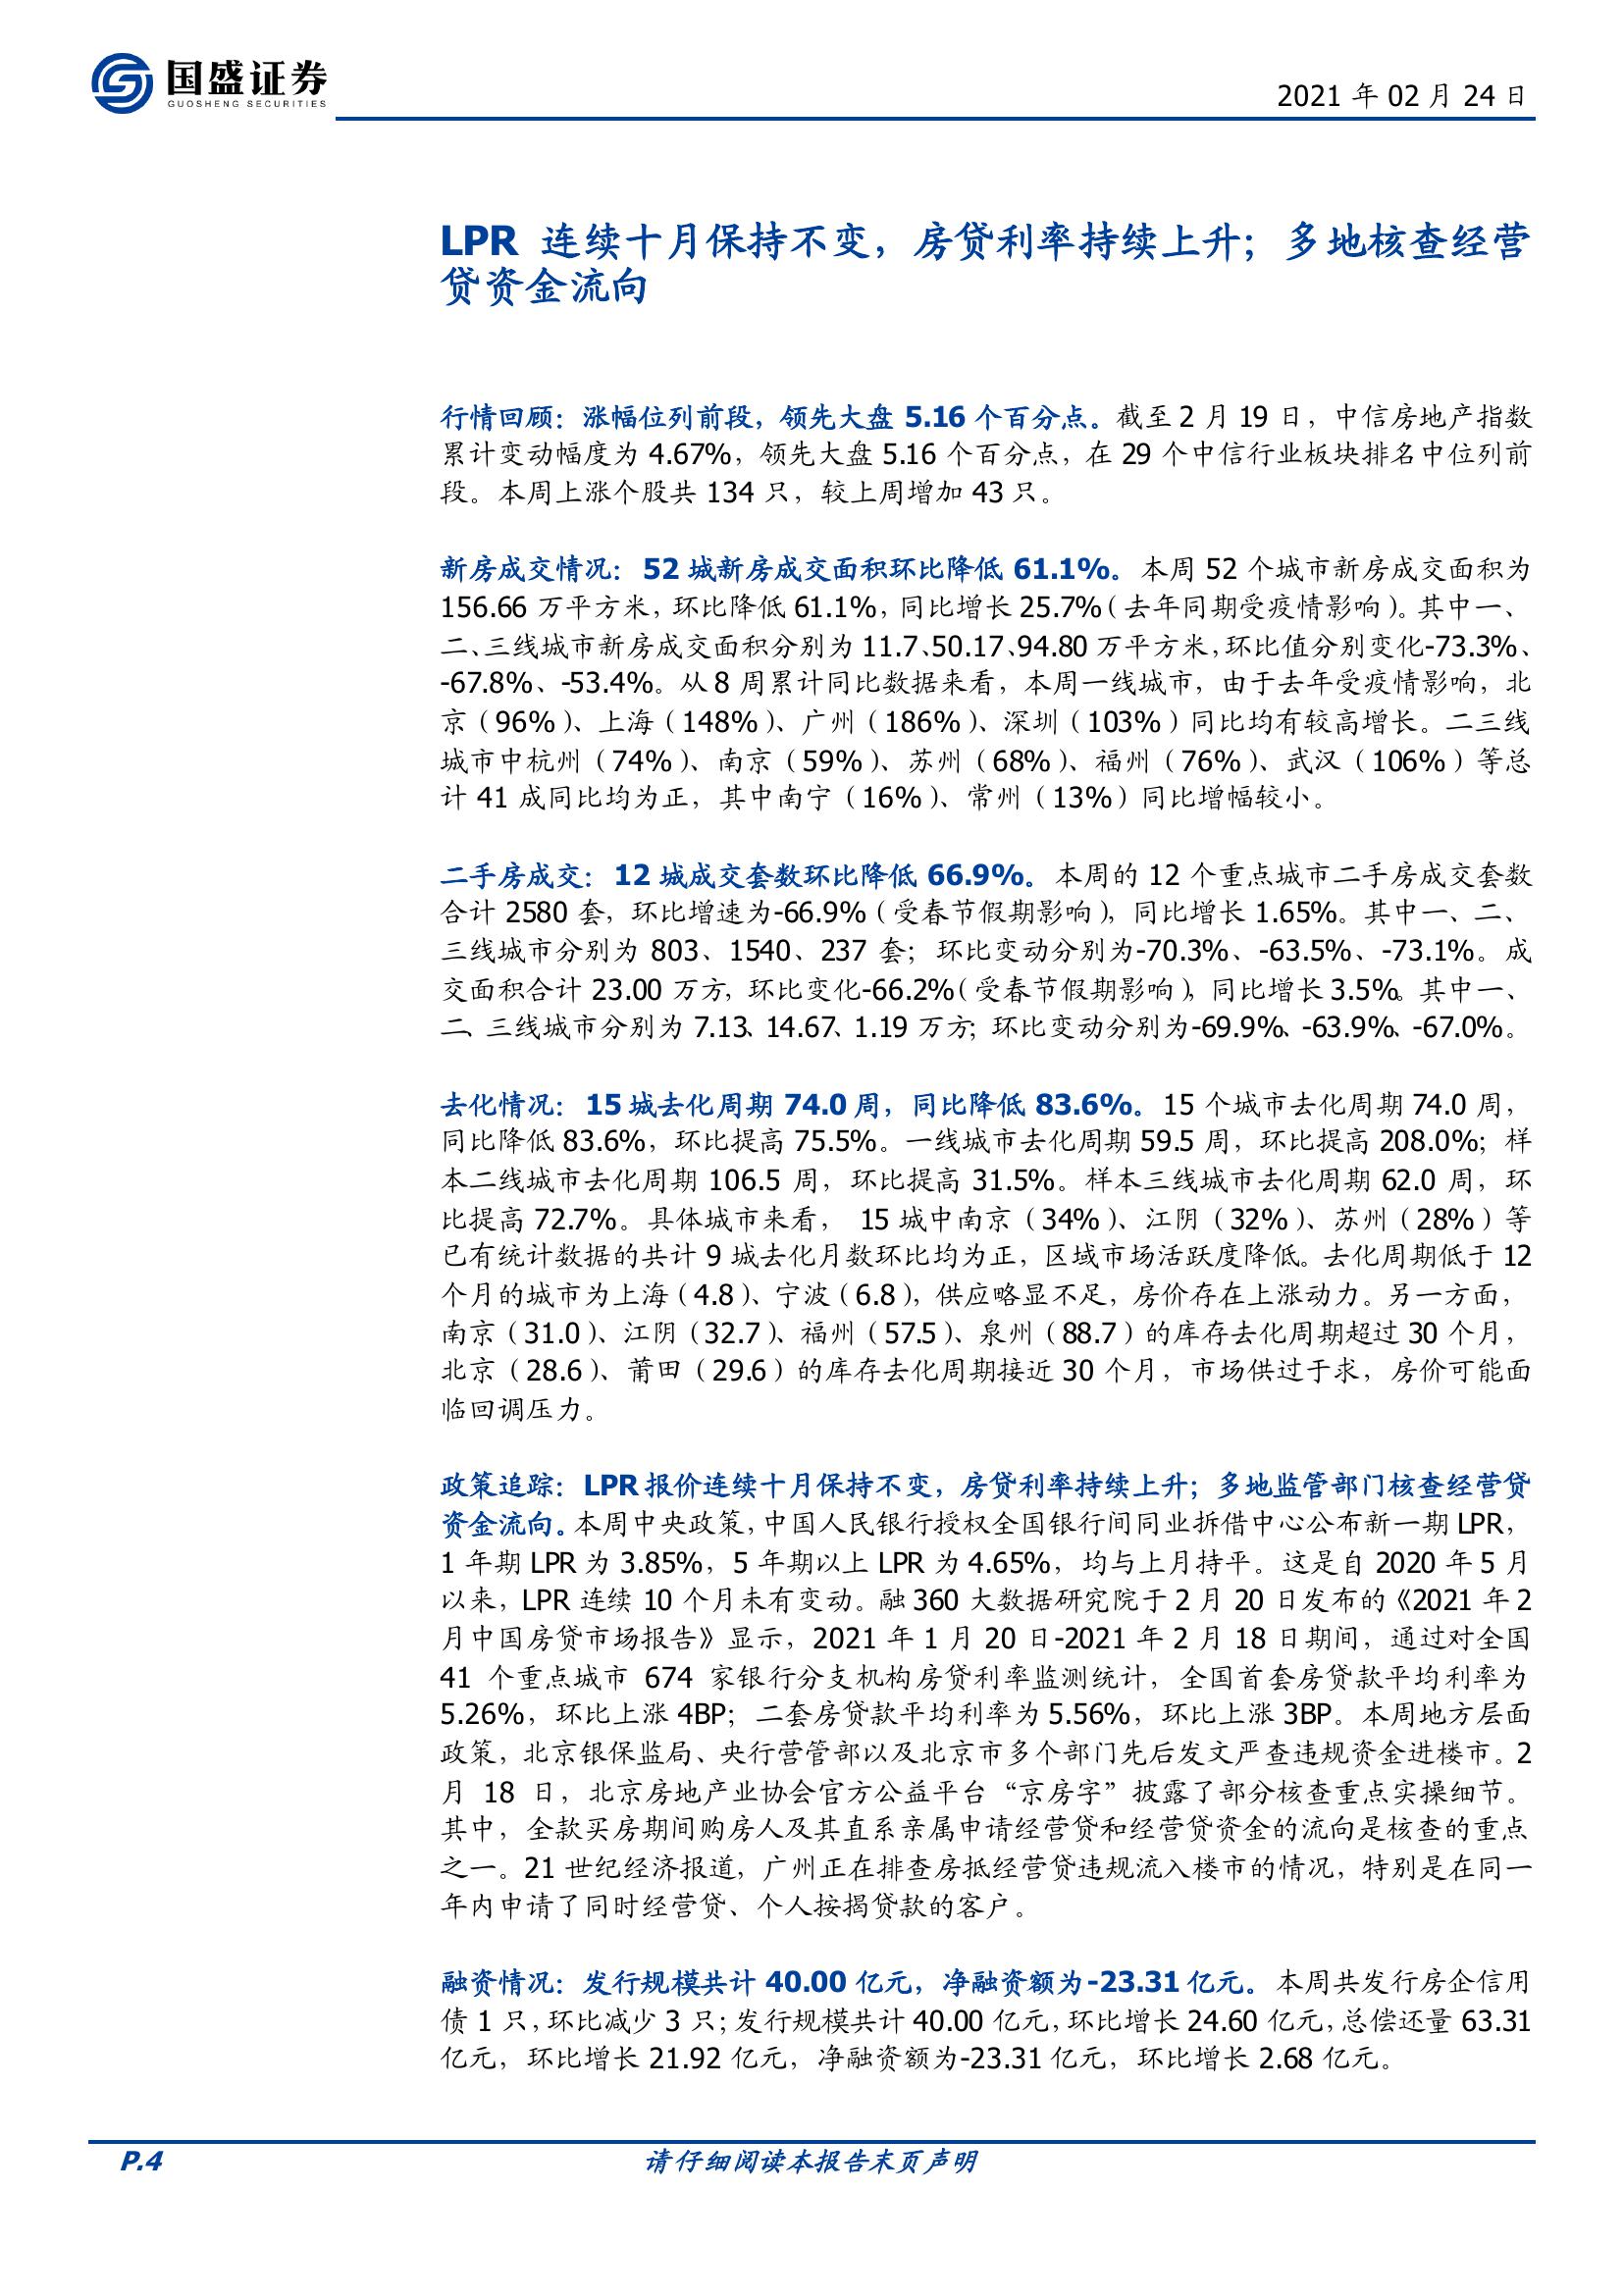 国盛证券
GUOSHENG SECURITIES
2021 年 02 月 24 日
LPR 连续十月保持不变，房贷利率持续上升；多地核查经营
贷资金流向
行情回顾：涨幅位列前段，领先大盘 5.16 个百分点。截至 2 月 19 日，中信房地产指数
累计变动幅度为 4.67%，领先大盘 5.16 个百分点，在 29 个中信行业板块排名中位列前
段。本周上涨个股共 134 只，较上周增加 43 只。
新房成交情况：52 城新房成交面积环比降低 61.1%。本周 52 个城市新房成交面积为
156.66 万平方米，环比降低 61.1%，同比增长 25.7%（去年同期受疫情影响）。其中一、
二、三线城市新房成交面积分别为 11.7、50.17、94.80 万平方米，环比值分别变化-73.3%、
-67.8%、-53.4%。从 8 周累计同比数据来看，本周一线城市，由于去年受疫情影响，北
京（96%）、上海（148%）、广州（186%）、深圳（103%）同比均有较高增长。二三线
城市中杭州（74%）、南京（59%）、苏州（68%）、福州（76%）、武汉（106%）等总
计 41 成同比均为正，其中南宁（16%）、常州（13%）同比增幅较小。
二手房成交：12 城成交套数环比降低 66.9%。本周的 12 个重点城市二手房成交套数
合计 2580 套，环比增速为-66.9%（受春节假期影响），同比增长 1.65%。其中一、二、
三线城市分别为 803、1540、237 套；环比变动分别为-70.3%、-63.5%、-73.1%。成
交面积合计 23.00 万方，环比变化-66.2%（受春节假期影响），同比增长 3.5%。其中一、
二、三线城市分别为 7.13、14.67、1.19 万方；环比变动分别为-69.9%、-63.9%、-67.0%。
去化情况：15 城去化周期 74.0 周，同比降低 83.6%。15 个城市去化周期 74.0 周，
同比降低 83.6%，环比提高 75.5%。一线城市去化周期 59.5 周，环比提高 208.0%；样
本二线城市去化周期 106.5 周，环比提高 31.5%。样本三线城市去化周期 62.0 周，环
比提高 72.7%。具体城市来看， 15 城中南京（34%）、江阴（32%）、苏州（28%）等
已有统计数据的共计 9 城去化月数环比均为正，区域市场活跃度降低。去化周期低于 12
个月的城市为上海（4.8）、宁波（6.8），供应略显不足，房价存在上涨动力。另一方面，
南京（31.0）、江阴（32.7）、福州（57.5）、泉州（88.7）的库存去化周期超过 30 个月，
北京（28.6）、莆田（29.6）的库存去化周期接近 30 个月，市场供过于求，房价可能面
临回调压力。
政策追踪：LPR 报价连续十月保持不变，房贷利率持续上升；多地监管部门核查经营贷
资金流向。本周中央政策，中国人民银行授权全国银行间同业拆借中心公布新一期 LPR，
1 年期 LPR 为 3.85%，5 年期以上 LPR 为 4.65%，均与上月持平。这是自 2020 年 5 月
以来，LPR 连续 10 个月未有变动。融 360 大数据研究院于 2 月 20 日发布的《2021 年 2
月中国房贷市场报告》显示，2021 年 1 月 20 日-2021 年 2 月 18 日期间，通过对全国
41 个重点城市 674 家银行分支机构房贷利率监测统计，全国首套房贷款平均利率为
5.26%，环比上涨 4BP；二套房贷款平均利率为 5.56%，环比上涨 3BP。本周地方层面
政策，北京银保监局、央行营管部以及北京市多个部门先后发文严查违规资金进楼市。2
月 18 日，北京房地产业协会官方公益平台“京房字”披露了部分核查重点实操细节。
其中，全款买房期间购房人及其直系亲属申请经营贷和经营贷资金的流向是核查的重点
之一。21 世纪经济报道，广州正在排查房抵经营贷违规流入楼市的情况，特别是在同一
年内申请了同时经营贷、个人按揭贷款的客户。
融资情况：发行规模共计 40.00 亿元，净融资额为-23.31 亿元。本周共发行房企信用
债 1 只，环比减少 3 只；发行规模共计 40.00 亿元，环比增长 24.60 亿元，总偿还量 63.31
亿元，环比增长 21.92 亿元，净融资额为-23.31 亿元，环比增长 2.68 亿元。
P.4
请仔细阅读本报告末页声明